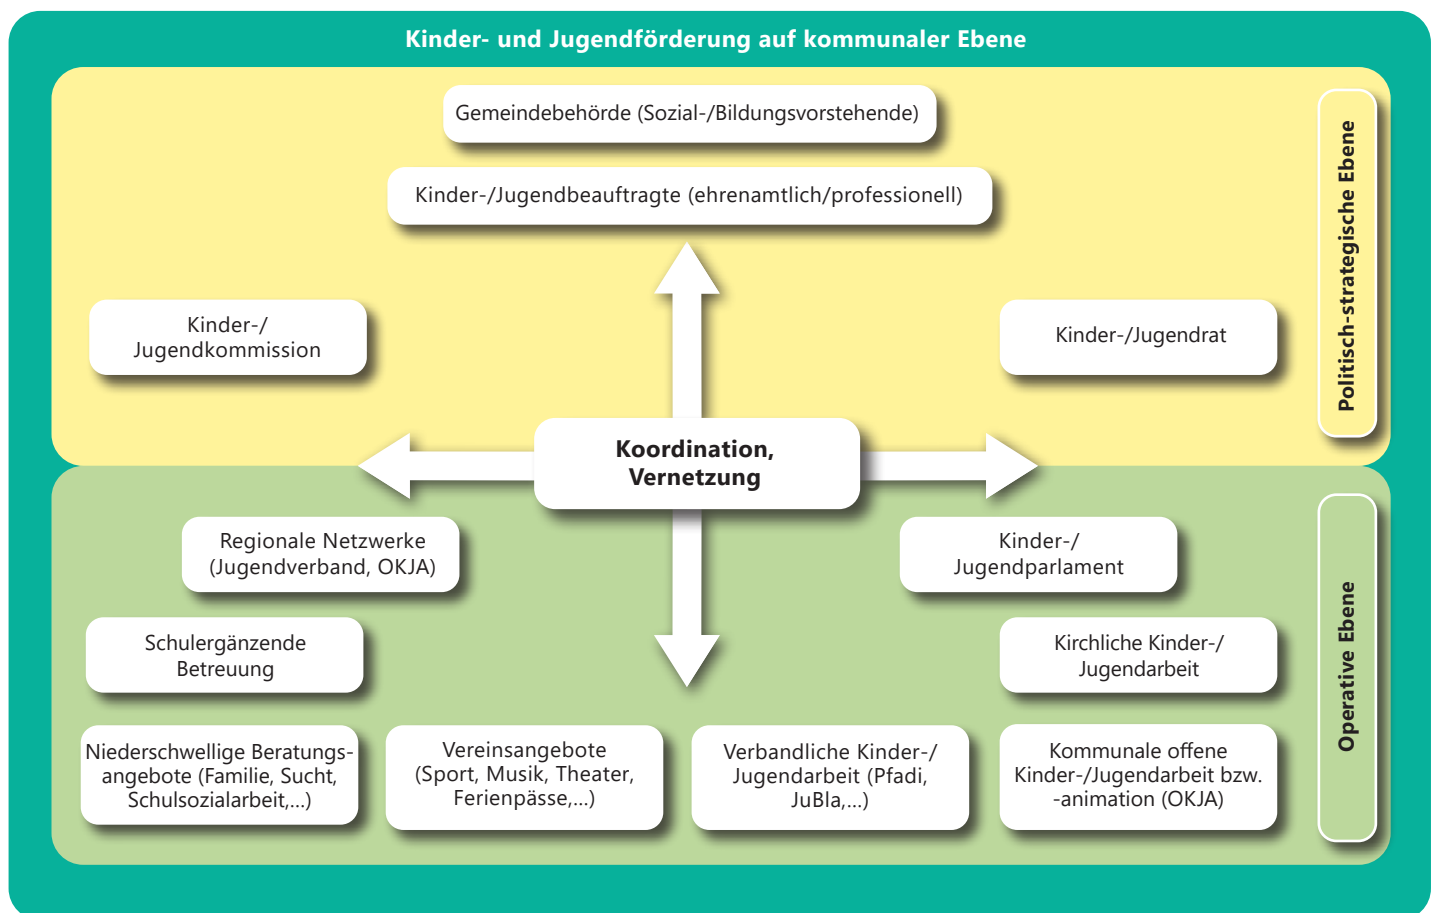 Kinder- und Jugendförderung auf kommunaler Ebene
Gemeindebehörde (Sozial-/Bildungsvorstehende)
Kinder-/Jugendbeauftragte (ehrenamtlich/professionell)
Politisch-strategische Ebene
Kinder-/
Jugendkommission
Kinder-/Jugendrat
Koordination,
Vernetzung
Regionale Netzwerke
(Jugendverband, OKJA)
Kinder-/
Jugendparlament
Operative Ebene
Schulergänzende
Betreuung
Kirchliche Kinder-/
Jugendarbeit
Niederschwellige Beratungs-
angebote (Familie, Sucht,
Schulsozialarbeit,...)
Vereinsangebote
(Sport, Musik, Theater,
Ferienpässe,...)
Verbandliche Kinder-/
Jugendarbeit (Pfadi,
JuBla,...)
Kommunale offene
Kinder-/Jugendarbeit bzw.
-animation (OKJA)